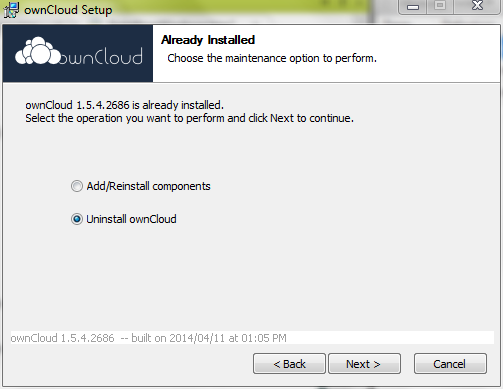 ownCloud Setup
ownCloud
Already Installed
Choose the maintenance option to perform.
ownCloud 1.5.4.2686 is already installed.
Select the operation you want to perform and click Next to continue.
Add/Reinstall components
Uninstall ownCloud
ownCloud 1.5.4.2686 -- built on 2014/04/11 at 01:05 PM
< Back
Next >
Cancel